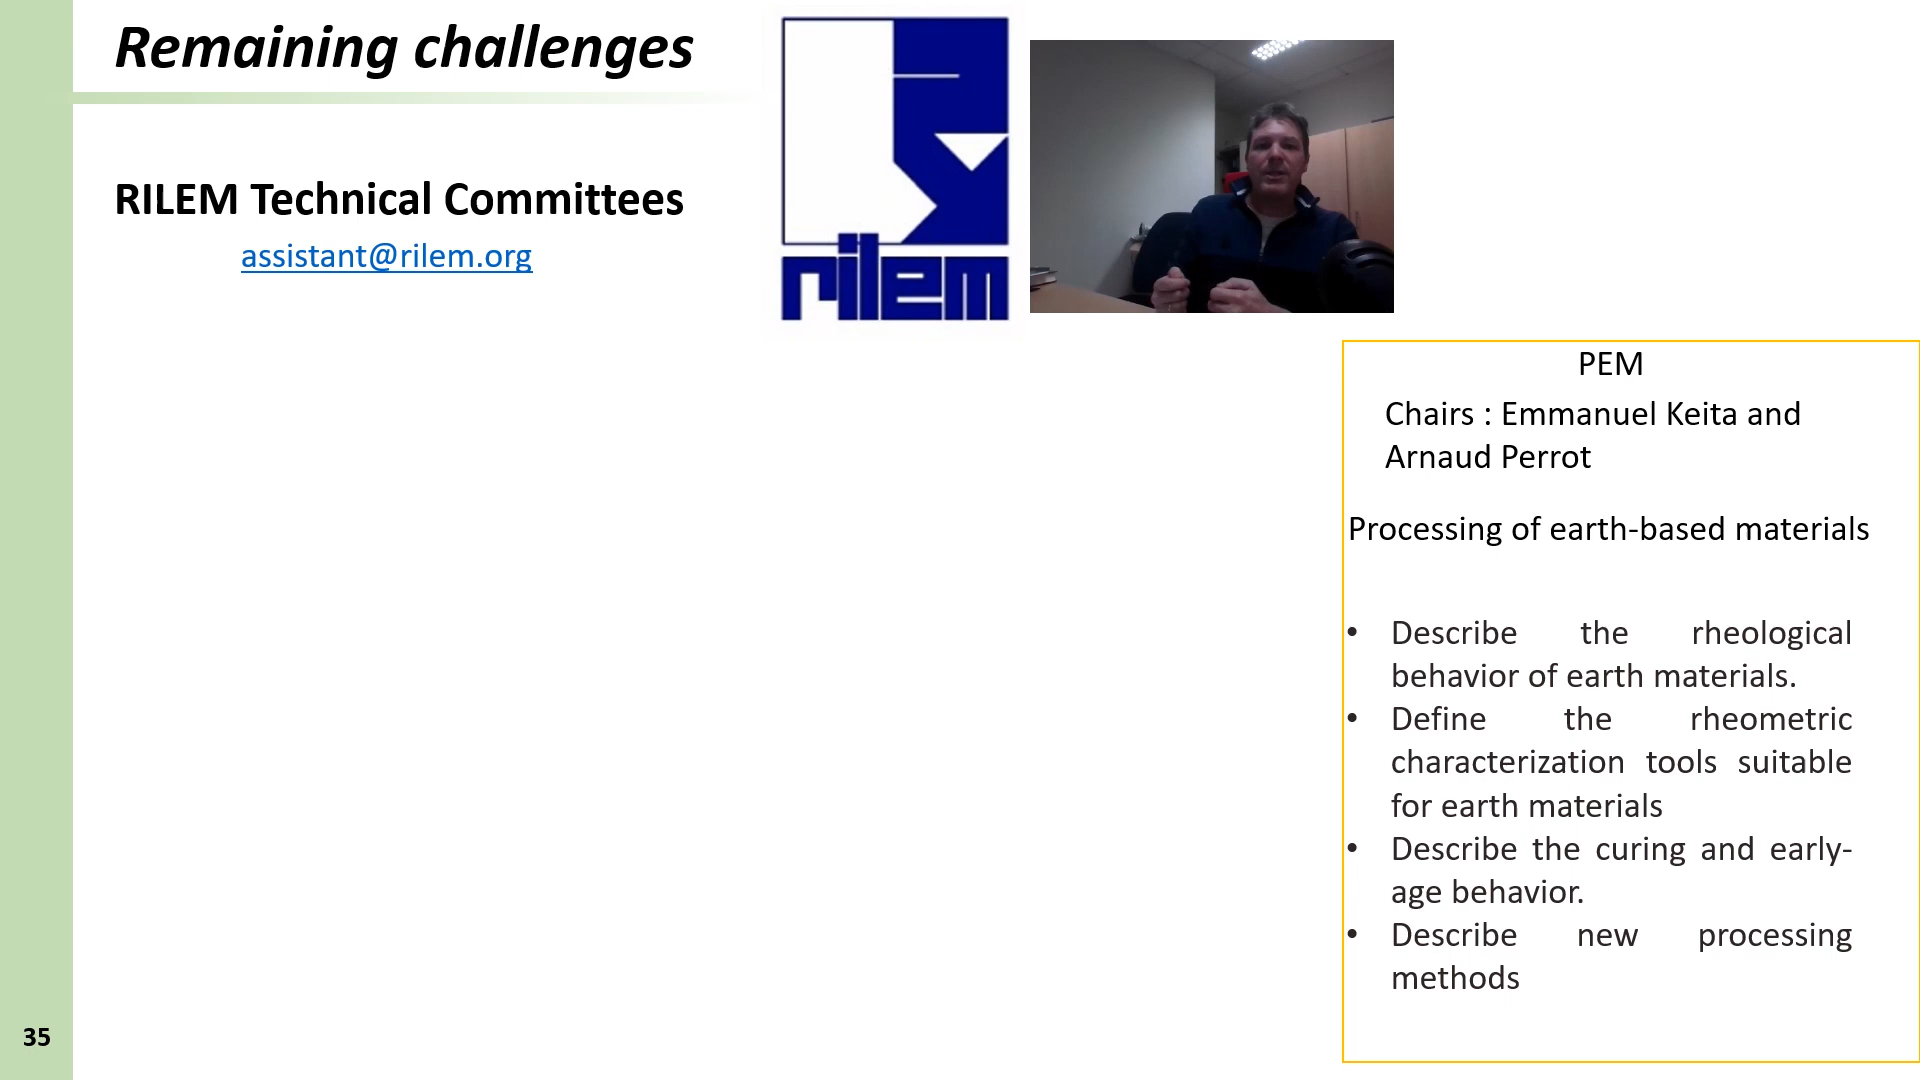 Remaining challenges
RILEM Technical Committees
assistant@rilem.org
rilem
PEM
Chairs : Emmanuel Keita and
Arnaud Perrot
Processing of earth-based materials
• Describe the rheological
behavior of earth materials.
• Define the rheometric
characterization tools suitable
for earth materials
• Describe the curing and early-
age behavior.
• Describe new processing
methods
35